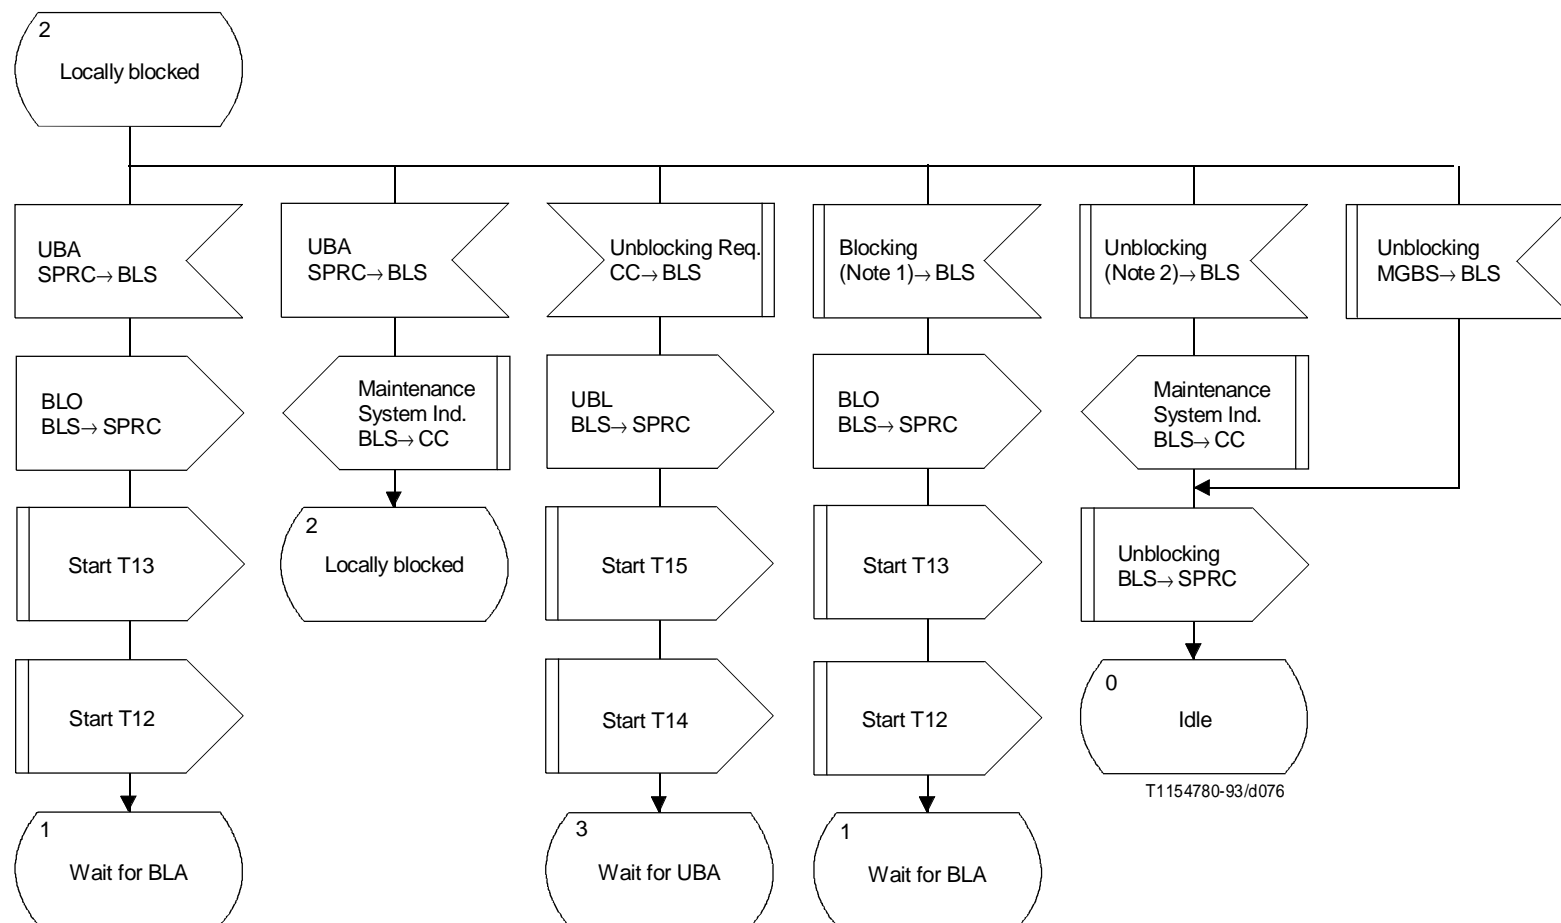 2
Locally blocked
UBA
SPRC→BLS
UBA
SPRC→BLS
Unblocking Req.
CC→BLS
Blocking
(Note 1)→BLS
Unblocking
(Note 2)→BLS
Unblocking
MGBS→BLS
BLO
BLS→SPRC
Maintenance
System Ind.
BLS→CC
UBL
BLS→SPRC
BLO
BLS→SPRC
Maintenance
System Ind.
BLS→CC
Start T13
2
Locally blocked
Start T15
Start T13
Unblocking
BLS→SPRC
Start T12
Start T14
Start T12
0
Idle
T1154780-93/d076
1
Wait for BLA
3
Wait for UBA
1
Wait for BLA